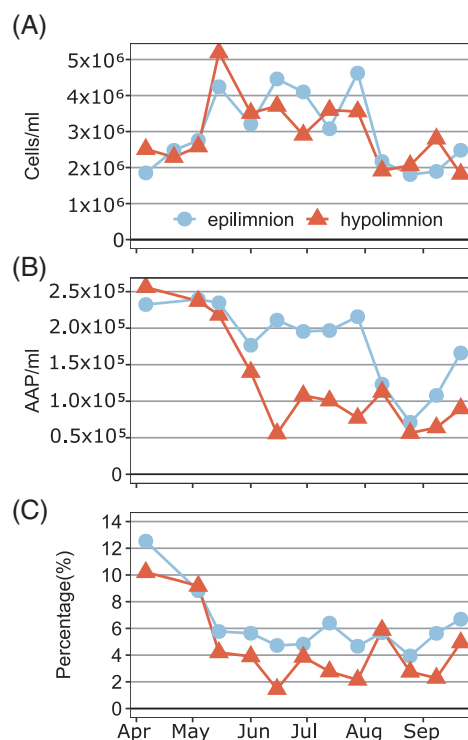 (A)
Cells/ml
5x10⁶
4x10⁶
3x10⁶
2x10⁶
1x10⁶
0
epilimnion hypolimnion
(B)
AAP/ml
2.5x10⁵
2.0x10⁵
1.5x10⁵
1.0x10⁵
0.5x10⁵
0
(C)
Percentage(%)
14
12
10
8
6
4
2
0
Apr May Jun Jul Aug Sep